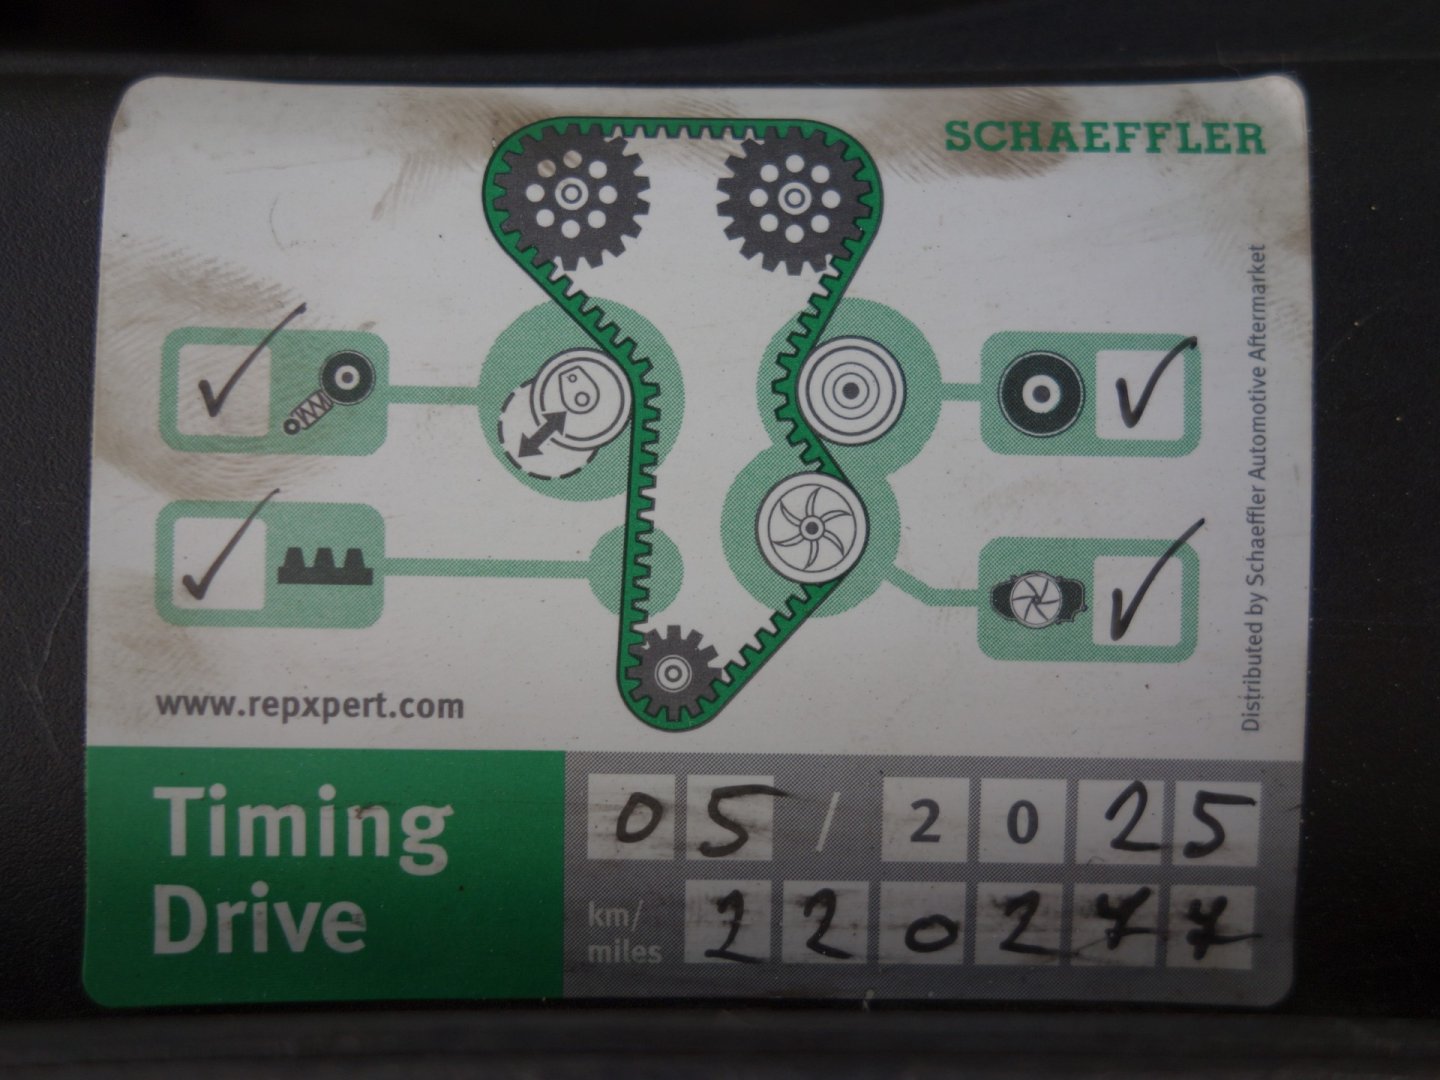 SCHAEFFLER
Distributed by Schaeffler Automotive Aftermarket
www.repxpert.com
Timing
Drive
05 / 2025
km/
miles
220277